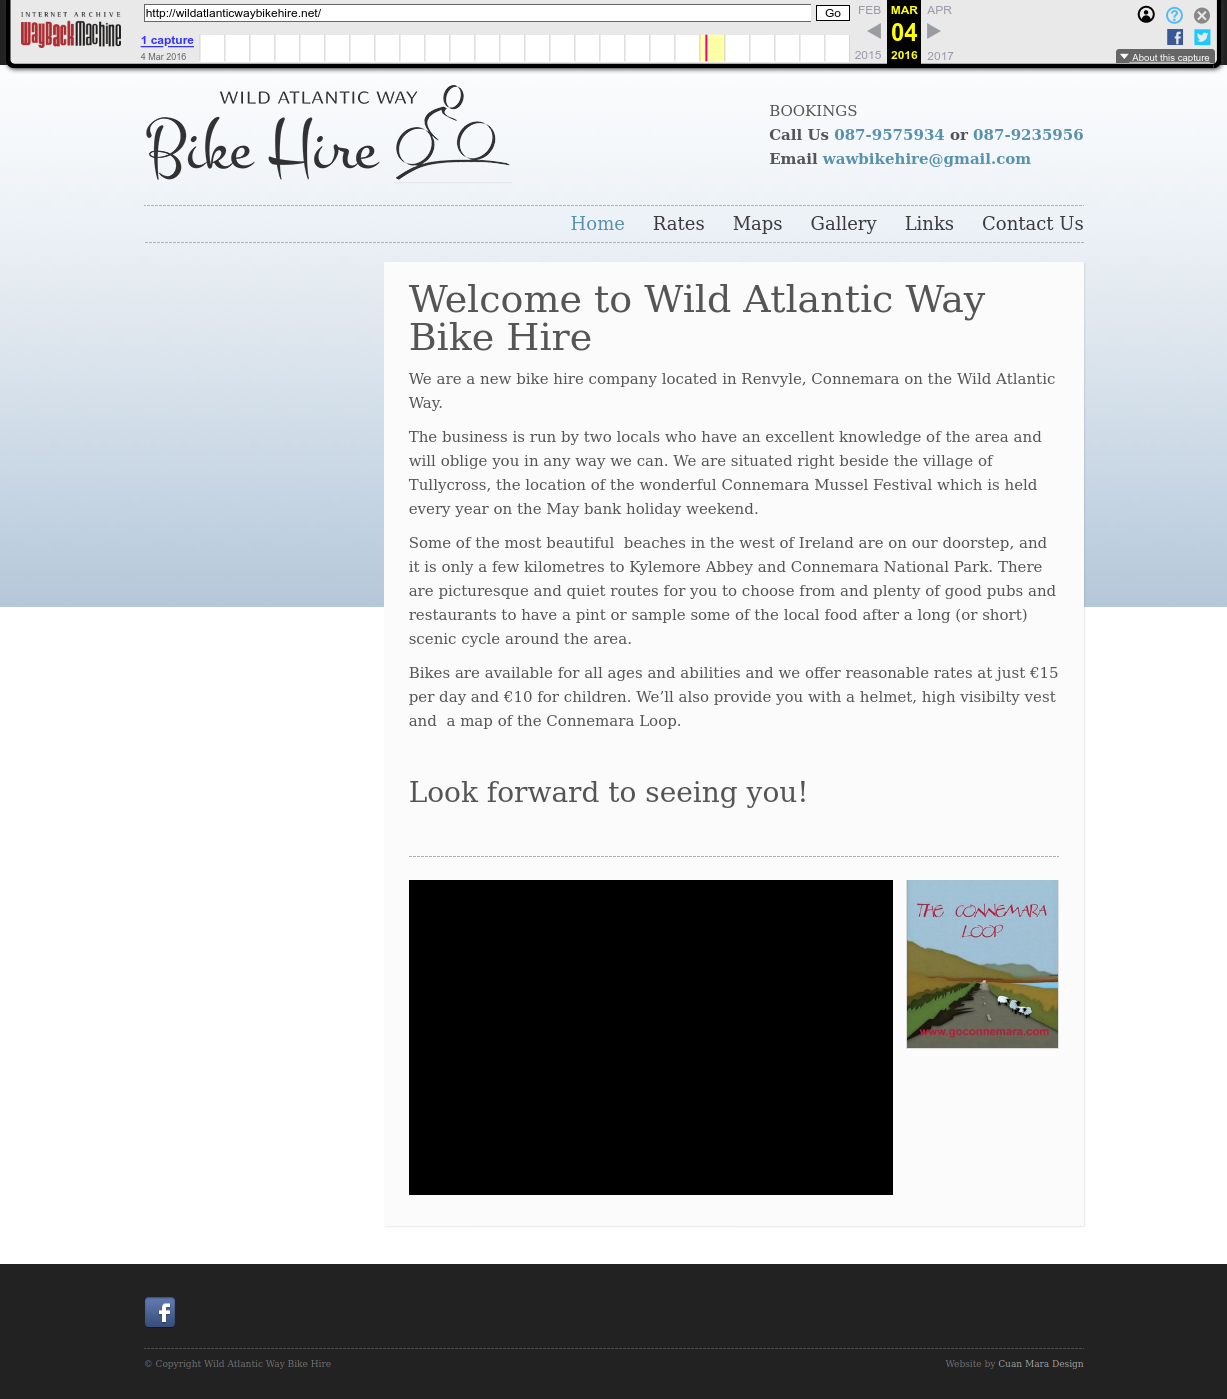 INTERNET ARCHIVE
WayBackMachine
http://wildatlanticwaybikehire.net/
Go
FEB
MAR
APR
1 capture
04
4 Mar 2016
2015
2016
2017
About this capture
WILD ATLANTIC WAY
Bike Hire
BOOKINGS
Call Us 087-9575934 or 087-9235956
Email wawbikehire@gmail.com
Home
Rates
Maps
Gallery
Links
Contact Us
Welcome to Wild Atlantic Way
Bike Hire
We are a new bike hire company located in Renvyle, Connemara on the Wild Atlantic
Way.
The business is run by two locals who have an excellent knowledge of the area and
will oblige you in any way we can. We are situated right beside the village of
Tullycross, the location of the wonderful Connemara Mussel Festival which is held
every year on the May bank holiday weekend.
Some of the most beautiful  beaches in the west of Ireland are on our doorstep, and
it is only a few kilometres to Kylemore Abbey and Connemara National Park. There
are picturesque and quiet routes for you to choose from and plenty of good pubs and
restaurants to have a pint or sample some of the local food after a long (or short)
scenic cycle around the area.
Bikes are available for all ages and abilities and we offer reasonable rates at just €15
per day and €10 for children. We’ll also provide you with a helmet, high visibilty vest
and  a map of the Connemara Loop.
Look forward to seeing you!
THE CONNEMARA
LOOP
www.goconnemara.com
© Copyright Wild Atlantic Way Bike Hire
Website by Cuan Mara Design